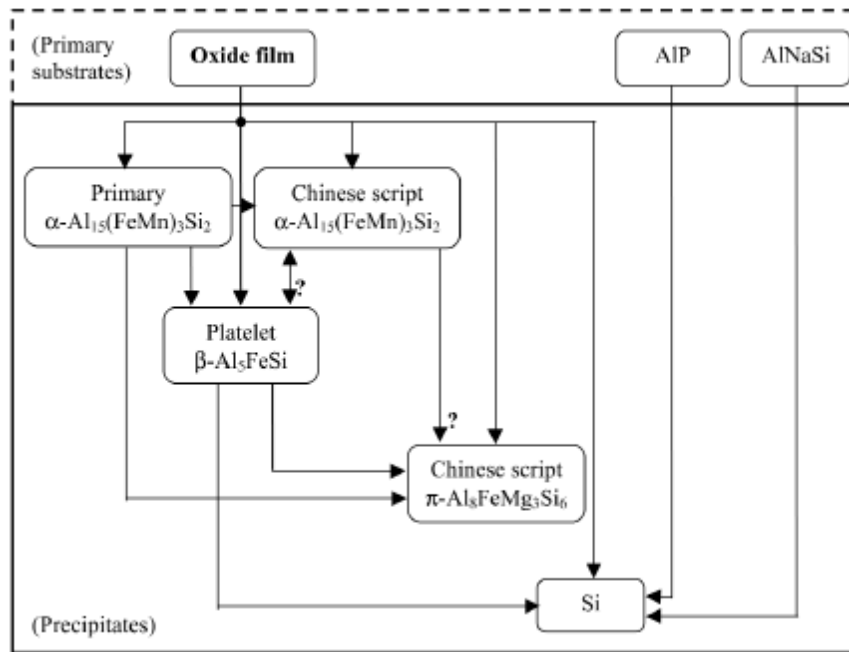 (Primary
substrates)
Oxide film
AlP
AlNaSi
Primary
α-Al₁₅(FeMn)₃Si₂
Chinese script
α-Al₁₅(FeMn)₃Si₂
?
Platelet
β-Al₅FeSi
?
Chinese script
π-Al₈FeMg₃Si₆
Si
(Precipitates)